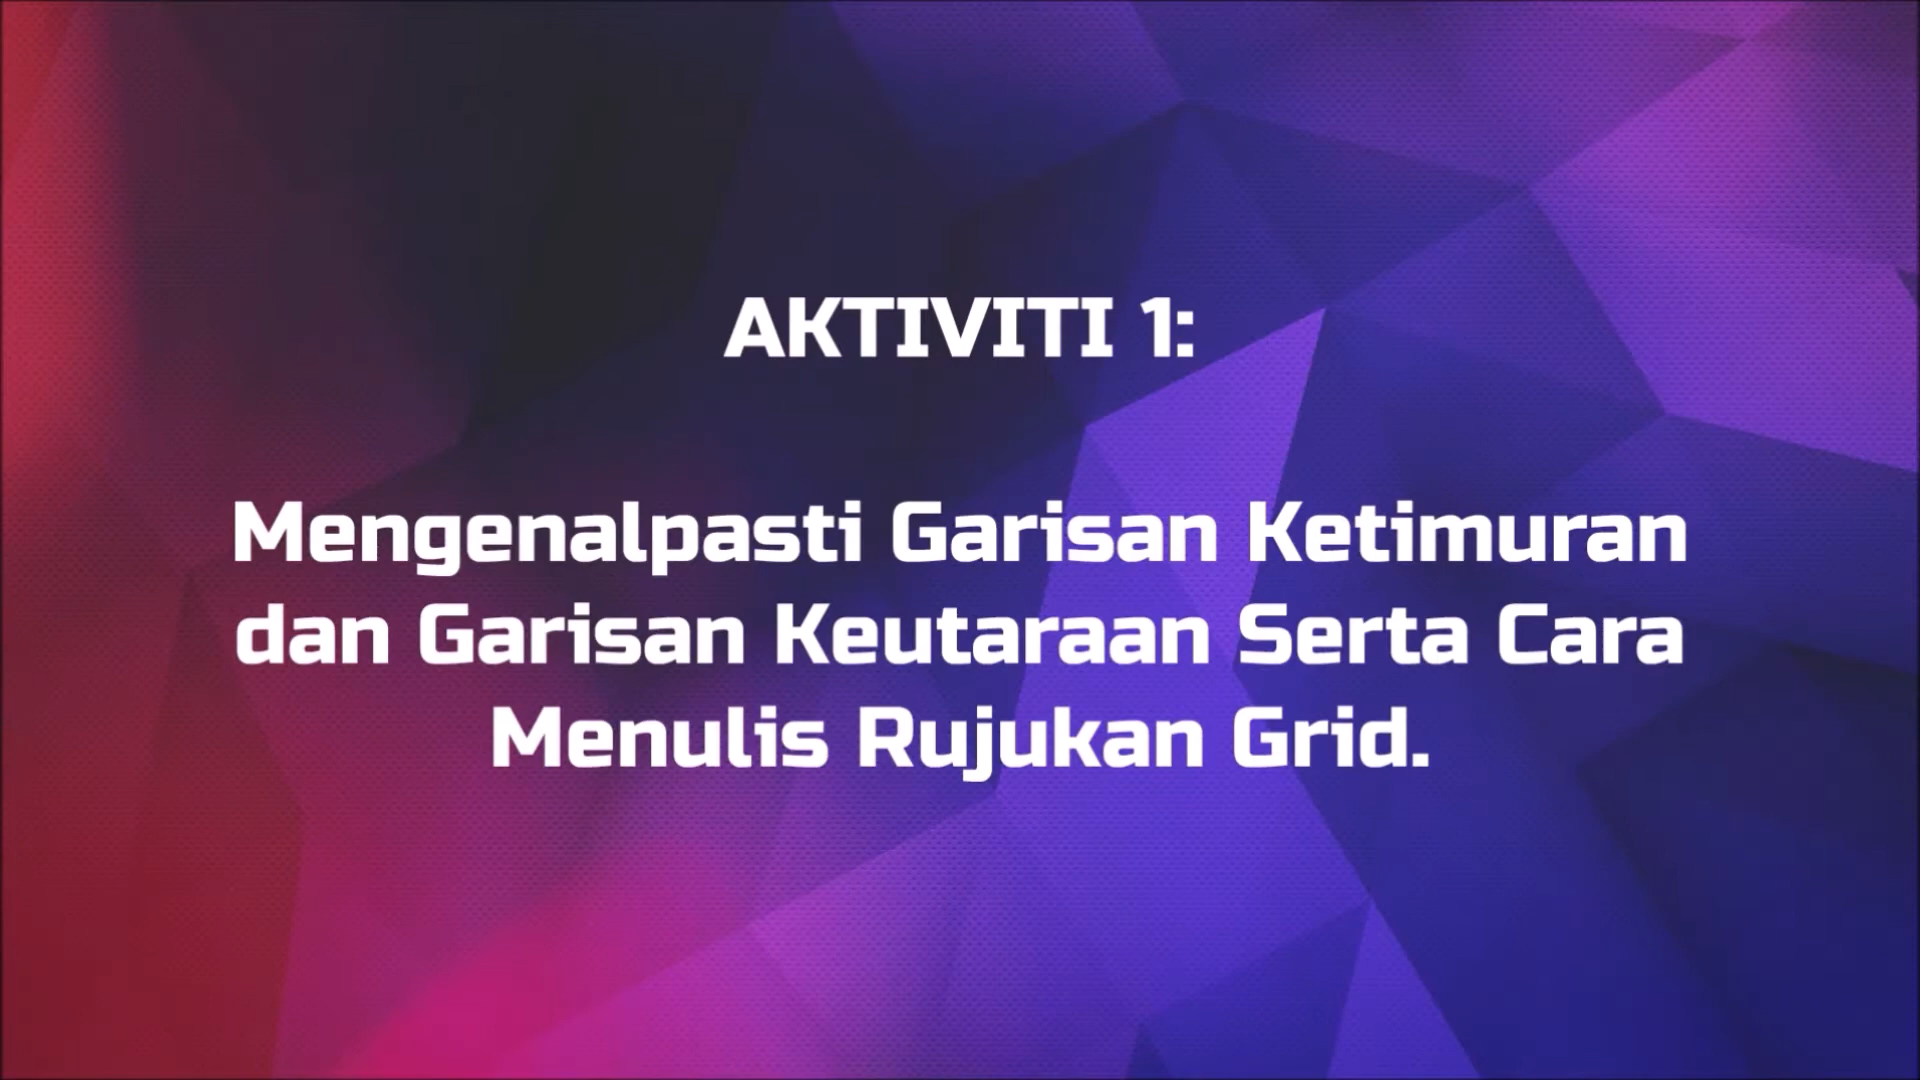 AKTIVITI 1:
Mengenalpasti Garisan Ketimuran
dan Garisan Keutaraan Serta Cara
Menulis Rujukan Grid.